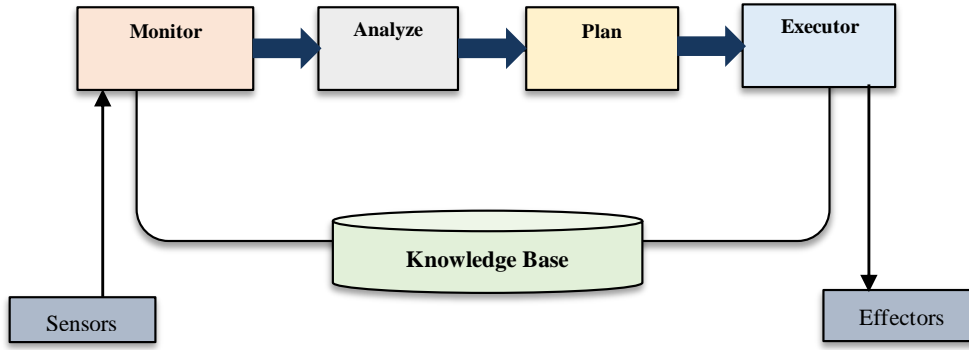 Monitor
Analyze
Plan
Executor
Knowledge Base
Sensors
Effectors